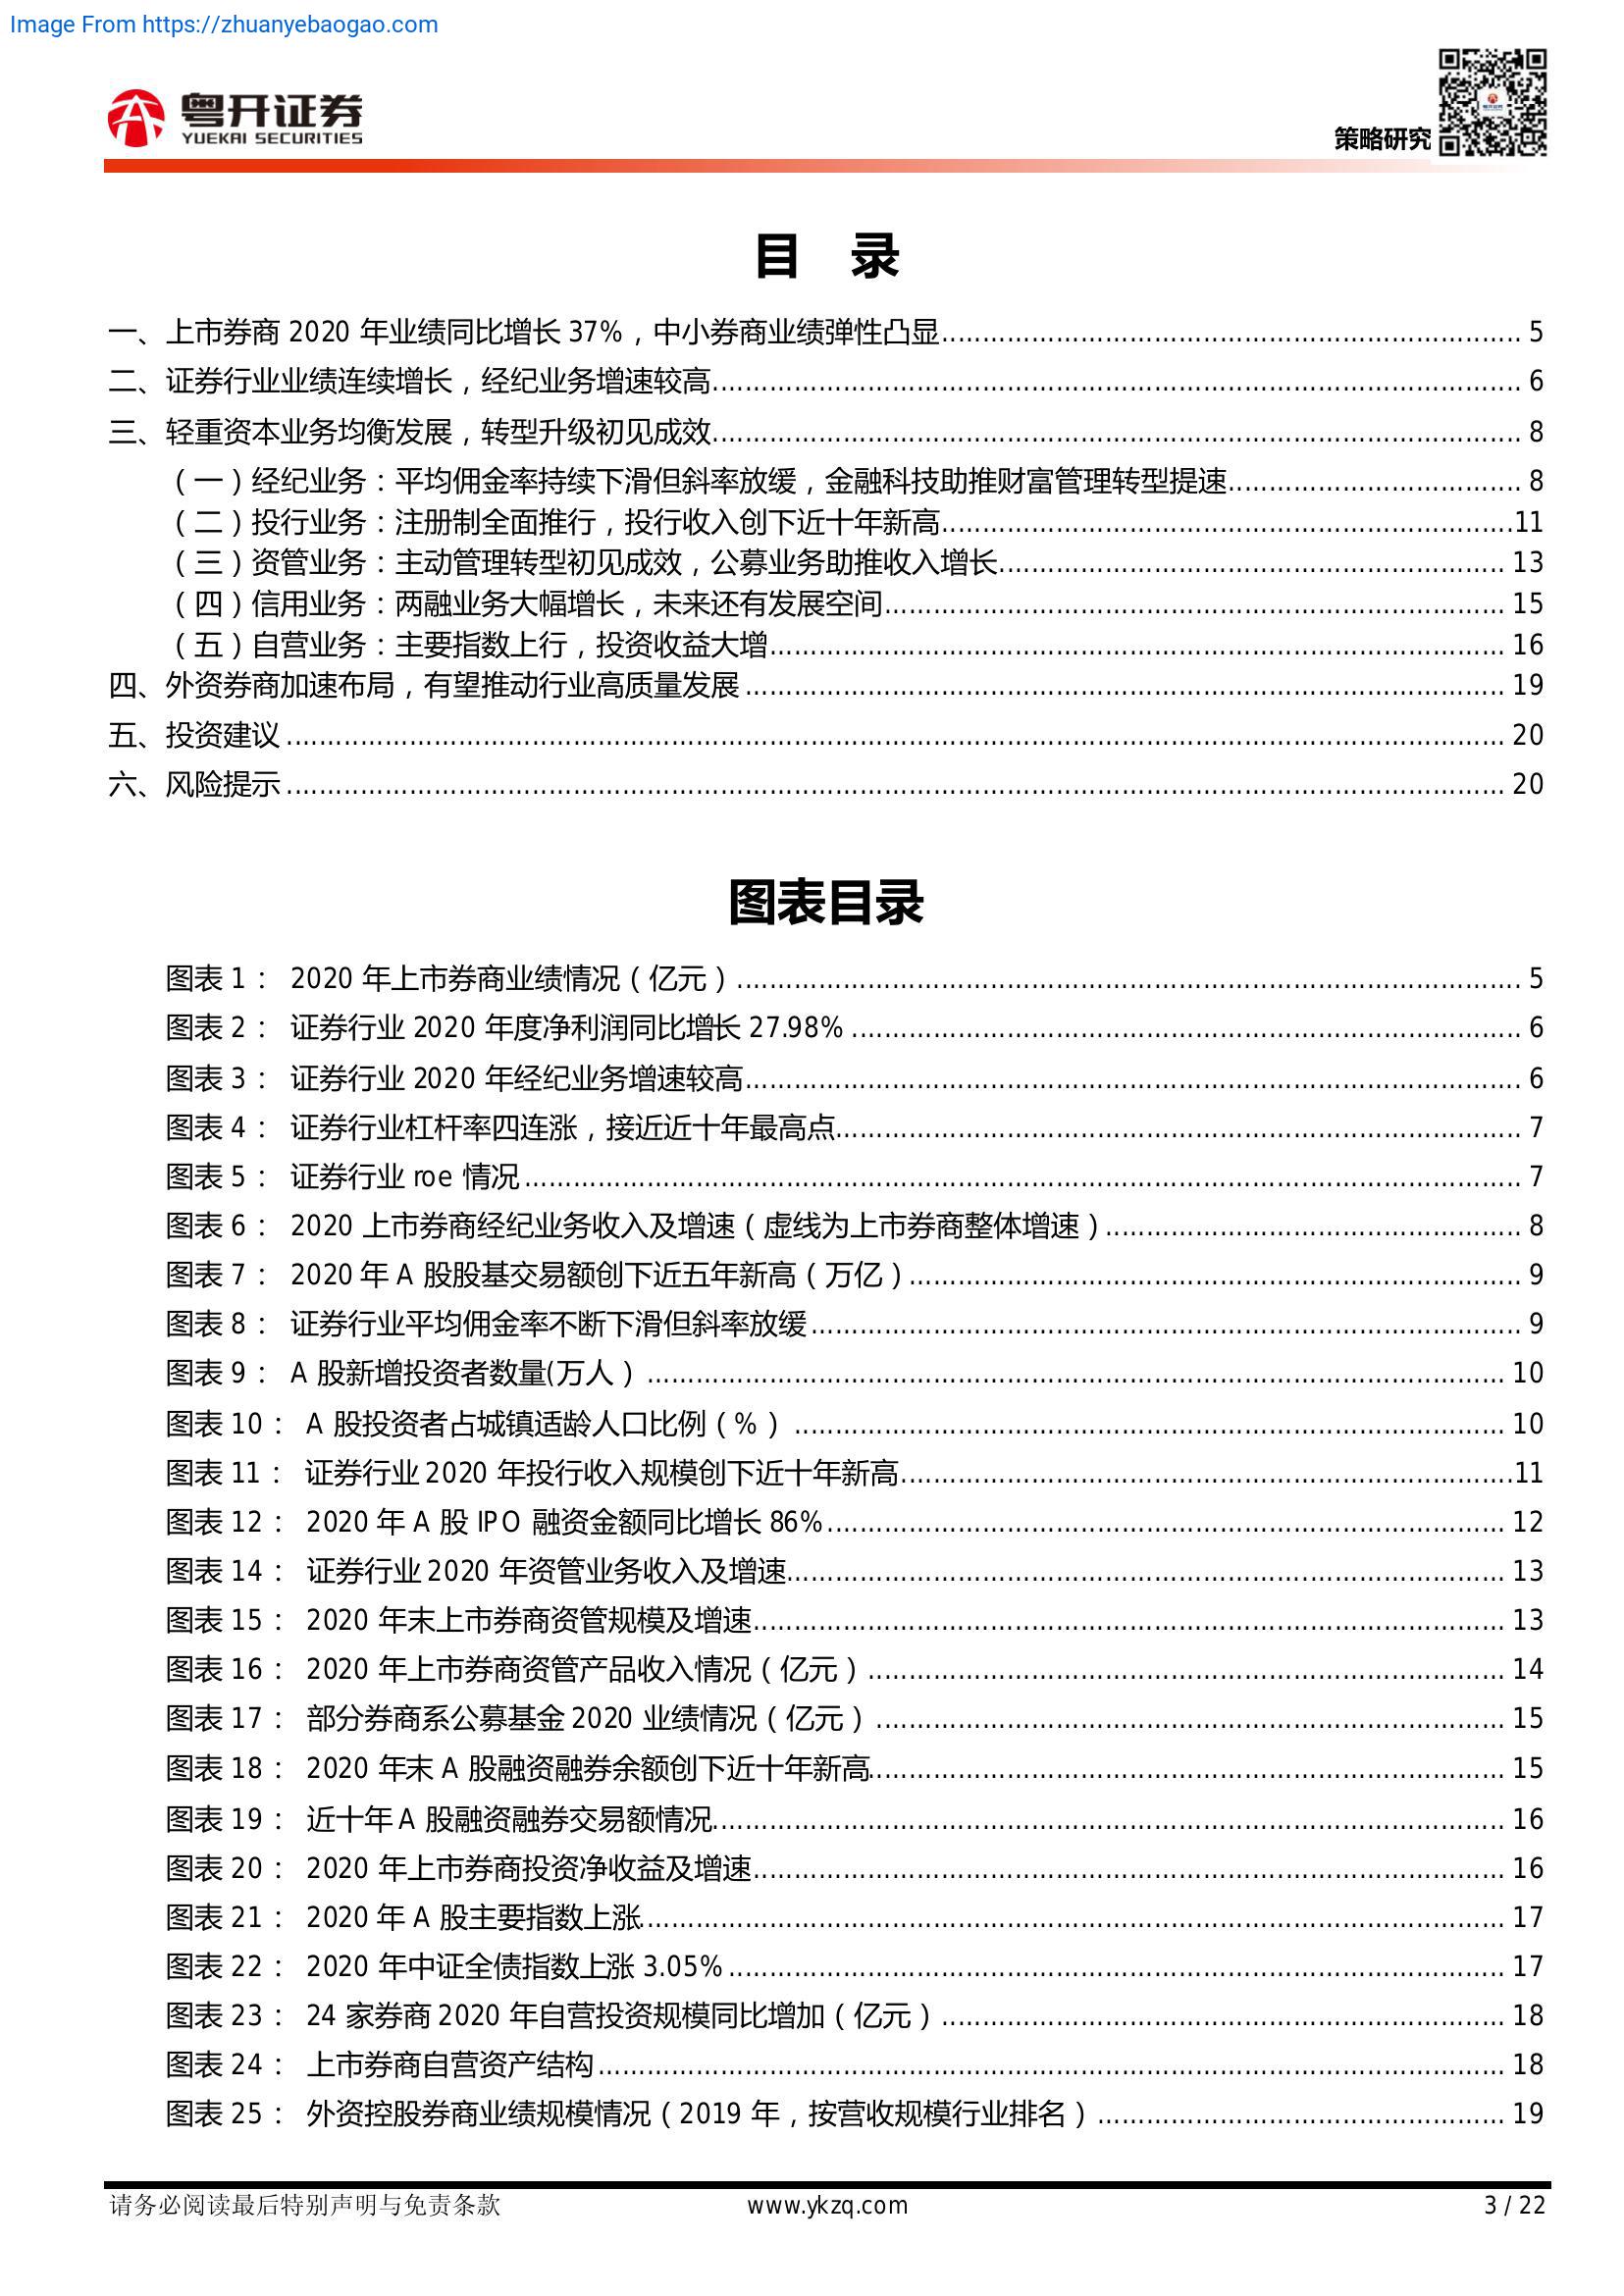 Image From https://zhuanyebaogao.com
粤开证券
YUEKAI SECURITIES
策略研究
目 录
一、上市券商 2020 年业绩同比增长 37%，中小券商业绩弹性凸显 5
二、证券行业业绩连续增长，经纪业务增速较高 6
三、轻重资本业务均衡发展，转型升级初见成效 8
（一）经纪业务：平均佣金率持续下滑但斜率放缓，金融科技助推财富管理转型提速 8
（二）投行业务：注册制全面推行，投行收入创下近十年新高 11
（三）资管业务：主动管理转型初见成效，公募业务助推收入增长 13
（四）信用业务：两融业务大幅增长，未来还有发展空间 15
（五）自营业务：主要指数上行，投资收益大增 16
四、外资券商加速布局，有望推动行业高质量发展 19
五、投资建议 20
六、风险提示 20
图表目录
图表 1： 2020 年上市券商业绩情况（亿元） 5
图表 2： 证券行业 2020 年度净利润同比增长 27.98% 6
图表 3： 证券行业 2020 年经纪业务增速较高 6
图表 4： 证券行业杠杆率四连涨，接近近十年最高点 7
图表 5： 证券行业 roe 情况 7
图表 6： 2020 上市券商经纪业务收入及增速（虚线为上市券商整体增速） 8
图表 7： 2020 年 A 股股基交易额创下近五年新高（万亿） 9
图表 8： 证券行业平均佣金率不断下滑但斜率放缓 9
图表 9： A 股新增投资者数量(万人） 10
图表 10： A 股投资者占城镇适龄人口比例（%） 10
图表 11： 证券行业 2020 年投行收入规模创下近十年新高 11
图表 12： 2020 年 A 股 IPO 融资金额同比增长 86% 12
图表 14： 证券行业 2020 年资管业务收入及增速 13
图表 15： 2020 年末上市券商资管规模及增速 13
图表 16： 2020 年上市券商资管产品收入情况（亿元） 14
图表 17： 部分券商系公募基金 2020 业绩情况（亿元） 15
图表 18： 2020 年末 A 股融资融券余额创下近十年新高 15
图表 19： 近十年 A 股融资融券交易额情况 16
图表 20： 2020 年上市券商投资净收益及增速 16
图表 21： 2020 年 A 股主要指数上涨 17
图表 22： 2020 年中证全债指数上涨 3.05% 17
图表 23： 24 家券商 2020 年自营投资规模同比增加（亿元） 18
图表 24： 上市券商自营资产结构 18
图表 25： 外资控股券商业绩规模情况（2019 年，按营收规模行业排名） 19
请务必阅读最后特别声明与免责条款 www.ykzq.com 3 / 22